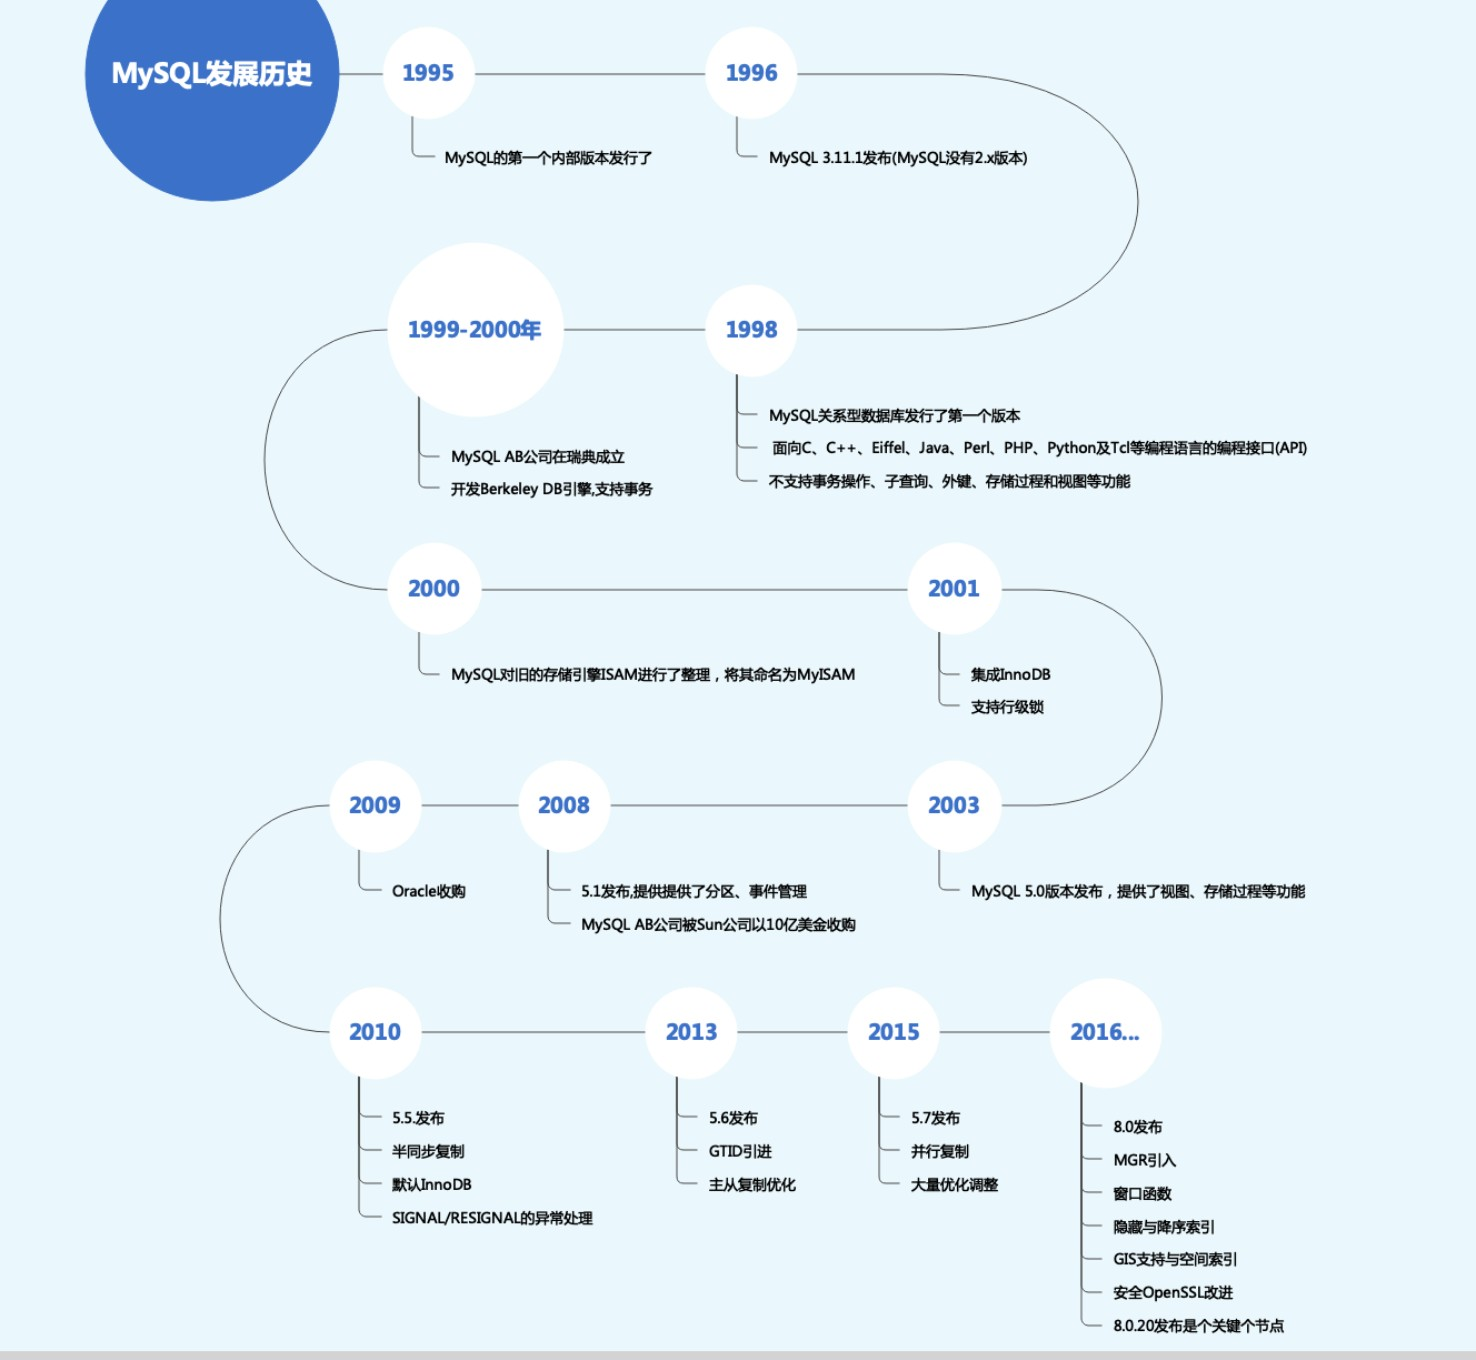 MySQL发展历史
1995
MySQL的第一个内部版本发行了
1996
MySQL 3.11.1发布(MySQL没有2.x版本)
1998
MySQL关系型数据库发行了第一个版本
面向C、C++、Eiffel、Java、Perl、PHP、Python及Tcl等编程语言的编程接口(API)
不支持事务操作、子查询、外键、存储过程和视图等功能
1999-2000年
MySQL AB公司在瑞典成立
开发Berkeley DB引擎,支持事务
2000
MySQL对旧的存储引擎ISAM进行了整理，将其命名为MyISAM
2001
集成InnoDB
支持行级锁
2003
MySQL 5.0版本发布，提供了视图、存储过程等功能
2008
5.1发布,提供提供了分区、事件管理
MySQL AB公司被Sun公司以10亿美金收购
2009
Oracle收购
2010
5.5.发布
半同步复制
默认InnoDB
SIGNAL/RESIGNAL的异常处理
2013
5.6发布
GTID引进
主从复制优化
2015
5.7发布
并行复制
大量优化调整
2016...
8.0发布
MGR引入
窗口函数
隐藏与降序索引
GIS支持与空间索引
安全OpenSSL改进
8.0.20发布是个关键个节点